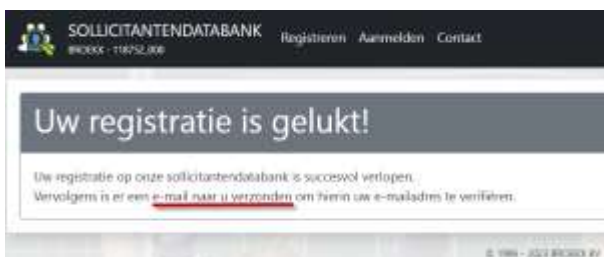 SOLLICITANTENDATABANK
Registreren Aanmelden Contact
Uw registratie is gelukt!
Uw registratie op onze sollicitantendatabank is succesvol verlopen.
Vervolgens is er een e-mail naar u verzonden om hierin uw e-mailadres te verifiëren.